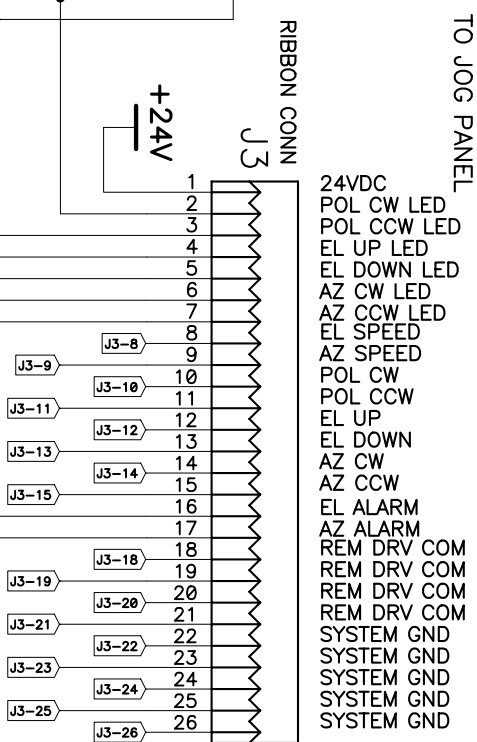 TO JOG PANEL
RIBBON CONN
J3
+24V
1 24VDC
2 POL CW LED
3 POL CCW LED
4 EL UP LED
5 EL DOWN LED
6 AZ CW LED
7 AZ CCW LED
J3-8 8 EL SPEED
J3-9 9 AZ SPEED
J3-10 10 POL CW
J3-11 11 POL CCW
J3-12 12 EL UP
J3-13 13 EL DOWN
J3-14 14 AZ CW
J3-15 15 AZ CCW
16 EL ALARM
17 AZ ALARM
J3-18 18 REM DRV COM
J3-19 19 REM DRV COM
J3-20 20 REM DRV COM
J3-21 21 REM DRV COM
J3-22 22 SYSTEM GND
J3-23 23 SYSTEM GND
J3-24 24 SYSTEM GND
J3-25 25 SYSTEM GND
J3-26 26 SYSTEM GND